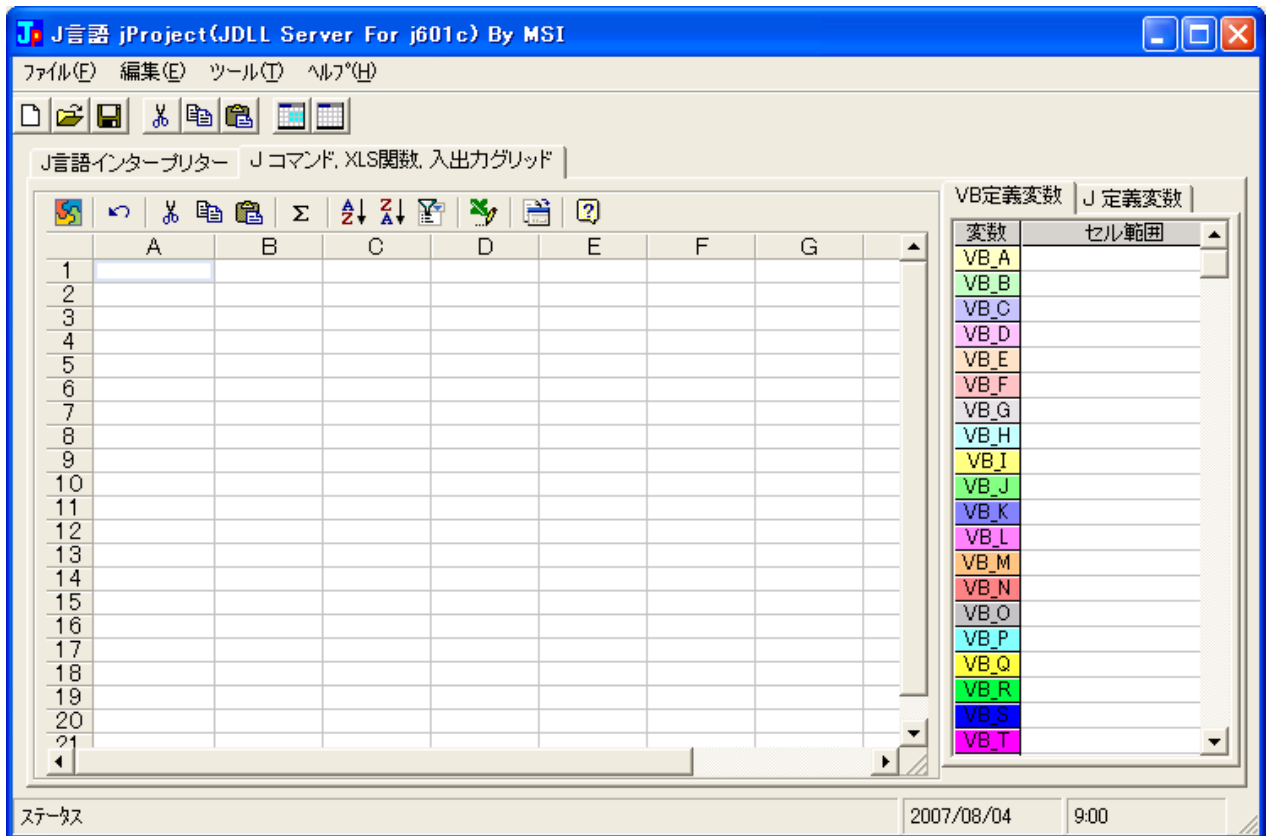 J言語 jProject(JDLL Server For j601c) By MSI
ファイル(F) 編集(E) ツール(T) ヘルプ(H)
J言語インタープリター Jコマンド, XLS関数, 入出力グリッド
VB定義変数 J 定義変数
変数 セル範囲
A B C D E F G
1
2
3
4
5
6
7
8
9
10
11
12
13
14
15
16
17
18
19
20
21
VB_A
VB_B
VB_C
VB_D
VB_E
VB_F
VB_G
VB_H
VB_I
VB_J
VB_K
VB_L
VB_M
VB_N
VB_O
VB_P
VB_Q
VB_R
VB_S
VB_T
ステータス 2007/08/04 9:00